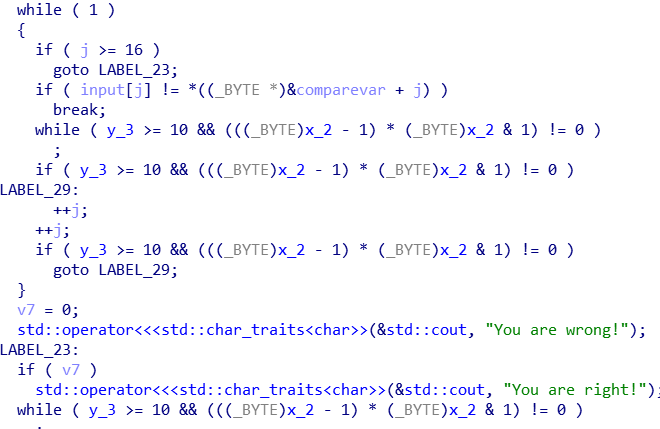 while ( 1 )
{
if ( j >= 16 )
goto LABEL_23;
if ( input[j] != *((_BYTE *)&comparevar + j) )
break;
while ( y_3 >= 10 && (((_BYTE)x_2 - 1) * (_BYTE)x_2 & 1) != 0 )
;
if ( y_3 >= 10 && (((_BYTE)x_2 - 1) * (_BYTE)x_2 & 1) != 0 )
LABEL_29:
++j;
++j;
if ( y_3 >= 10 && (((_BYTE)x_2 - 1) * (_BYTE)x_2 & 1) != 0 )
goto LABEL_29;
}
v7 = 0;
std::operator<<<std::char_traits<char>>(&std::cout, "You are wrong!");
LABEL_23:
if ( v7 )
std::operator<<<std::char_traits<char>>(&std::cout, "You are right!");
while ( y_3 >= 10 && (((_BYTE)x_2 - 1) * (_BYTE)x_2 & 1) != 0 )